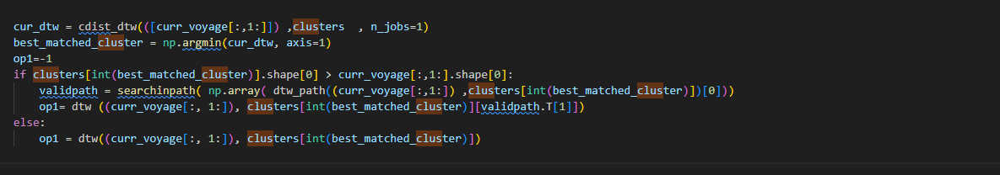 cur_dtw = cdist_dtw(([curr_voyage[:,1:]]) ,clusters  , n_jobs=1)
best_matched_cluster = np.argmin(cur_dtw, axis=1)
op1=-1
if clusters[int(best_matched_cluster)].shape[0] > curr_voyage[:,1:].shape[0]:
    validpath = searchinpath( np.array( dtw_path((curr_voyage[:,1:]) ,clusters[int(best_matched_cluster)])[0]))
    op1= dtw ((curr_voyage[:, 1:]), clusters[int(best_matched_cluster)][validpath.T[1]])
else:
    op1 = dtw((curr_voyage[:, 1:]), clusters[int(best_matched_cluster)])